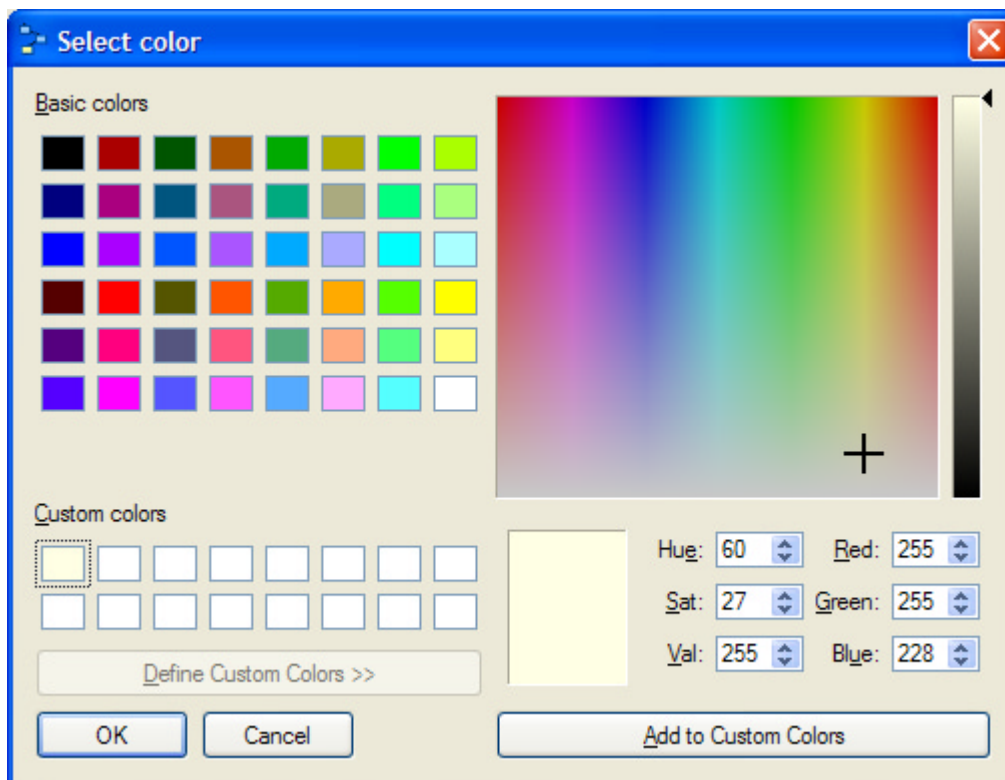 Select color
Basic colors
Custom colors
Hue: 60 Red: 255
Sat: 27 Green: 255
Val: 255 Blue: 228
Define Custom Colors >>
OK Cancel Add to Custom Colors